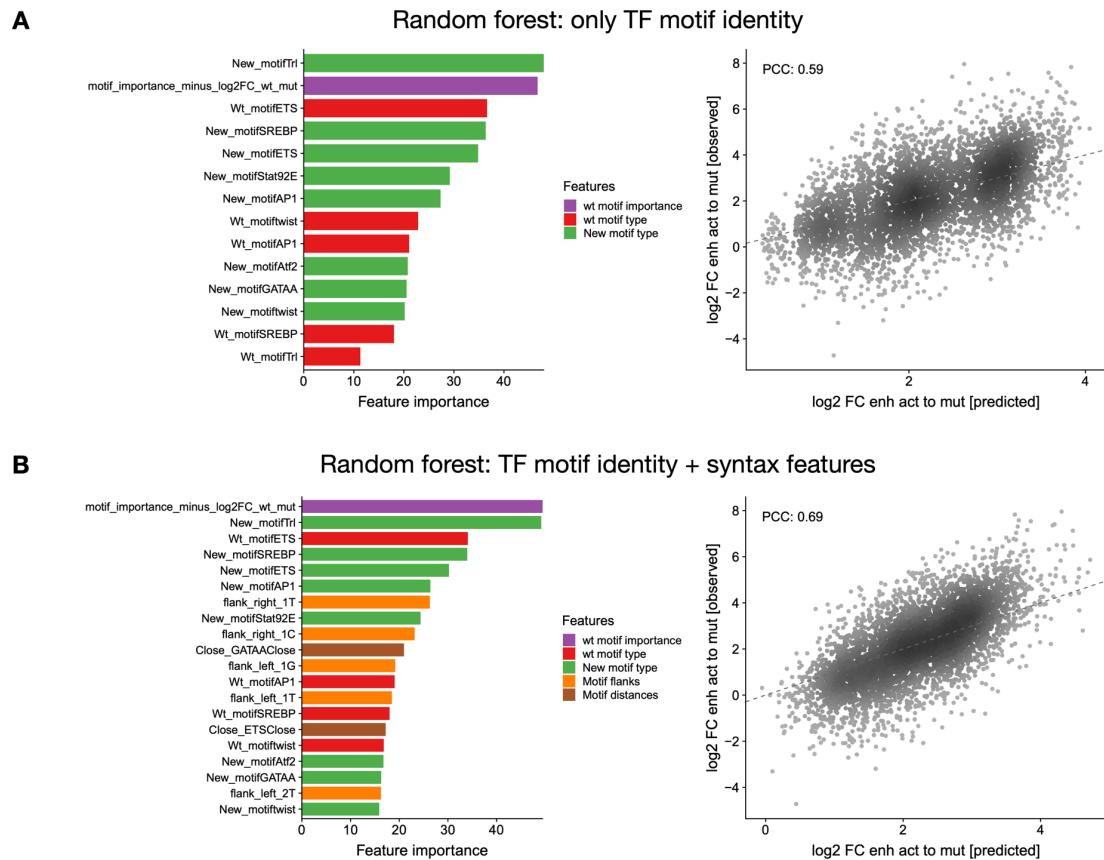 A
Random forest: only TF motif identity
New_motifTrl
motif_importance_minus_log2FC_wt_mut
Wt_motifETS
New_motifSREBP
New_motifETS
New_motifStat92E
New_motifAP1
Wt_motiftwist
Wt_motifAP1
New_motifAtf2
New_motifGATAA
New_motiftwist
Wt_motifSREBP
Wt_motifTrl
0 10 20 30 40
Feature importance
Features
wt motif importance
wt motif type
New motif type
PCC: 0.59
log2 FC enh act to mut [observed]
8
6
4
2
0
−2
−4
2 4
log2 FC enh act to mut [predicted]
B
Random forest: TF motif identity + syntax features
motif_importance_minus_log2FC_wt_mut
New_motifTrl
Wt_motifETS
New_motifSREBP
New_motifETS
New_motifAP1
flank_right_1T
New_motifStat92E
flank_right_1C
Close_GATAAClose
flank_left_1G
Wt_motifAP1
flank_left_1T
Wt_motifSREBP
Close_ETSClose
Wt_motiftwist
New_motifAtf2
New_motifGATAA
flank_left_2T
New_motiftwist
0 10 20 30 40
Feature importance
Features
wt motif importance
wt motif type
New motif type
Motif flanks
Motif distances
PCC: 0.69
log2 FC enh act to mut [observed]
8
6
4
2
0
−2
−4
0 2 4
log2 FC enh act to mut [predicted]